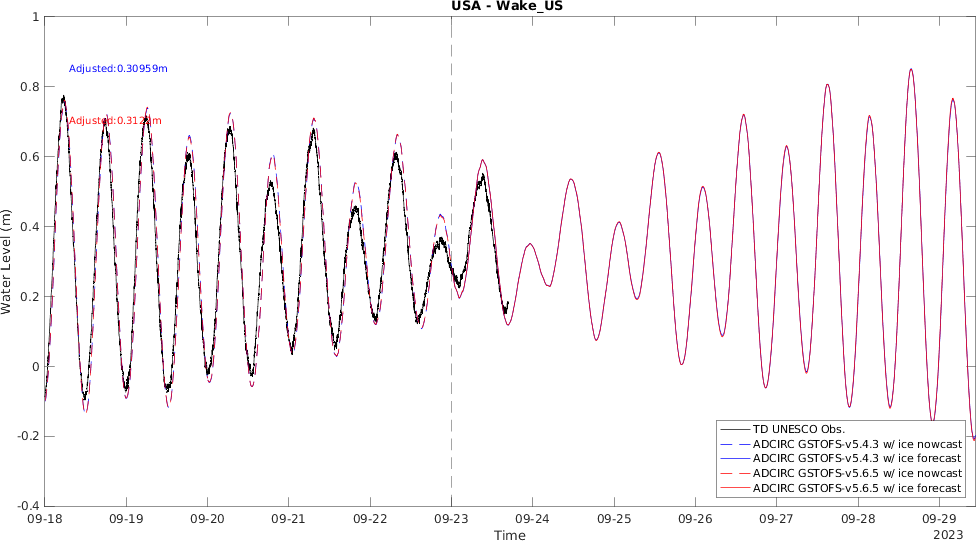 USA - Wake_US
Adjusted:0.30959m
Water Level (m)
1
0.8
0.6
0.4
0.2
0
-0.2
-0.4
TD UNESCO Obs.
ADCIRC GSTOFS-v5.4.3 w/ ice nowcast
ADCIRC GSTOFS-v5.4.3 w/ ice forecast
ADCIRC GSTOFS-v5.6.5 w/ ice nowcast
ADCIRC GSTOFS-v5.6.5 w/ ice forecast
09-18 09-19 09-20 09-21 09-22 09-23 09-24 09-25 09-26 09-27 09-28 09-29
Time
2023